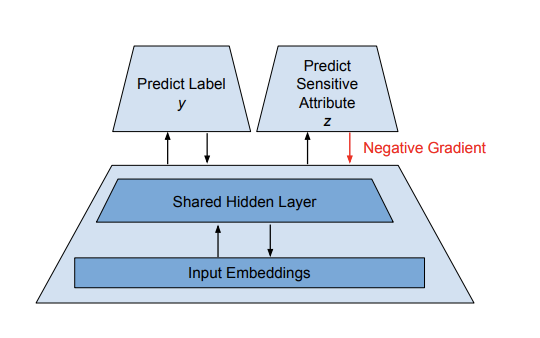 Predict Label
y
Predict
Sensitive
Attribute
z
Negative Gradient
Shared Hidden Layer
Input Embeddings